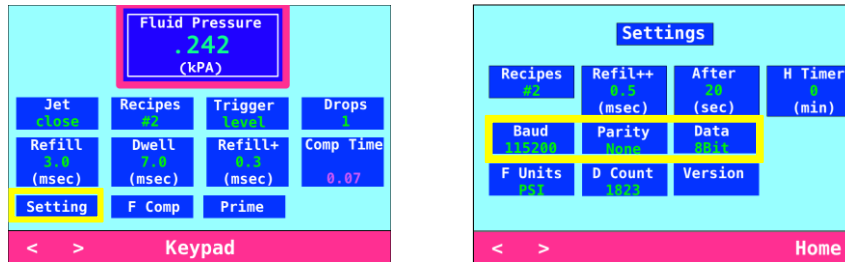 Fluid Pressure
.242
(kPA)
Jet Recipes Trigger Drops
close #2 level 1
Refill Dwell Refill+ Comp Time
3.0 7.0 0.3 0.07
(msec) (msec) (msec)
Setting F Comp Prime
< > Keypad
Settings
Recipes Refil++ After H Timer
#2 0.5 20 0
(msec) (sec) (min)
Baud Parity Data
115200 None 8Bit
F Units D Count Version
PSI 1823
< > Home